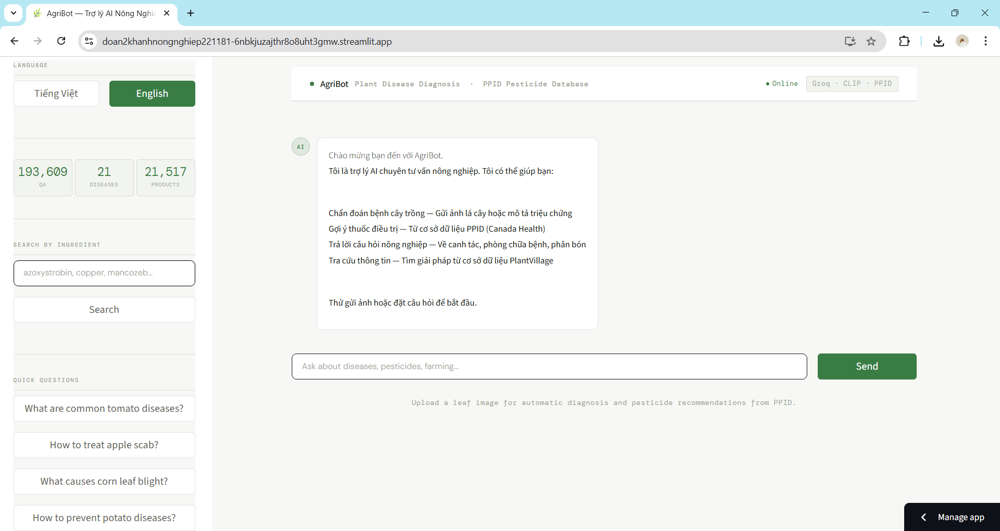 AgriBot — Trợ lý AI Nông Nghiệ
doan2khanhnongnghiep221181-6nbkjuzajthr8o8uht3gmw.streamlit.app
LANGUAGE
Tiếng Việt
English
193,609
QA
21
DISEASES
21,517
PRODUCTS
SEARCH BY INGREDIENT
azoxystrobin, copper, mancozeb...
Search
QUICK QUESTIONS
What are common tomato diseases?
How to treat apple scab?
What causes corn leaf blight?
How to prevent potato diseases?
AgriBot Plant Disease Diagnosis · PPID Pesticide Database
Online
Groq · CLIP · PPID
AI
Chào mừng bạn đến với AgriBot.
Tôi là trợ lý AI chuyên tư vấn nông nghiệp. Tôi có thể giúp bạn:
Chẩn đoán bệnh cây trồng — Gửi ảnh lá cây hoặc mô tả triệu chứng
Gợi ý thuốc điều trị — Từ cơ sở dữ liệu PPID (Canada Health)
Trả lời câu hỏi nông nghiệp — Về canh tác, phòng chữa bệnh, phân bón
Tra cứu thông tin — Tìm giải pháp từ cơ sở dữ liệu PlantVillage
Thử gửi ảnh hoặc đặt câu hỏi để bắt đầu.
Ask about diseases, pesticides, farming...
Send
Upload a leaf image for automatic diagnosis and pesticide recommendations from PPID.
Manage app